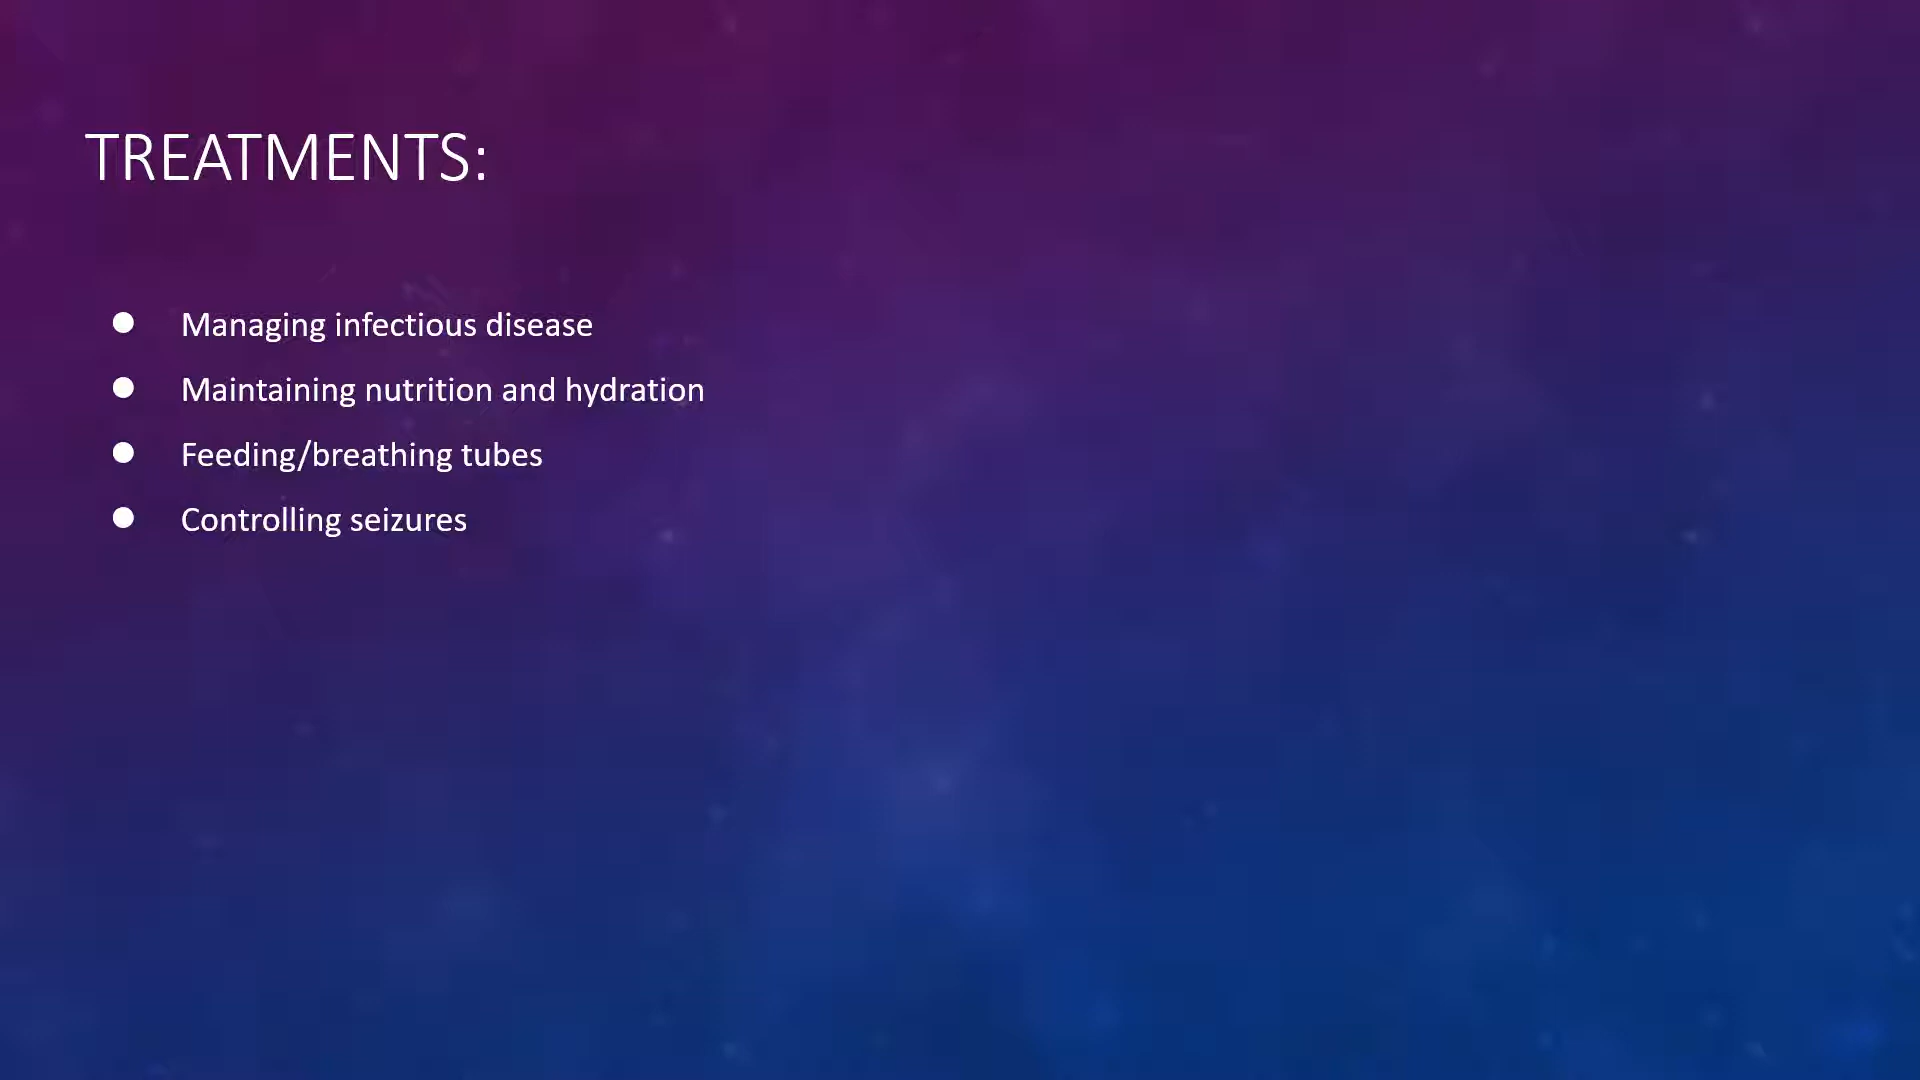 TREATMENTS:
● Managing infectious disease
● Maintaining nutrition and hydration
● Feeding/breathing tubes
● Controlling seizures